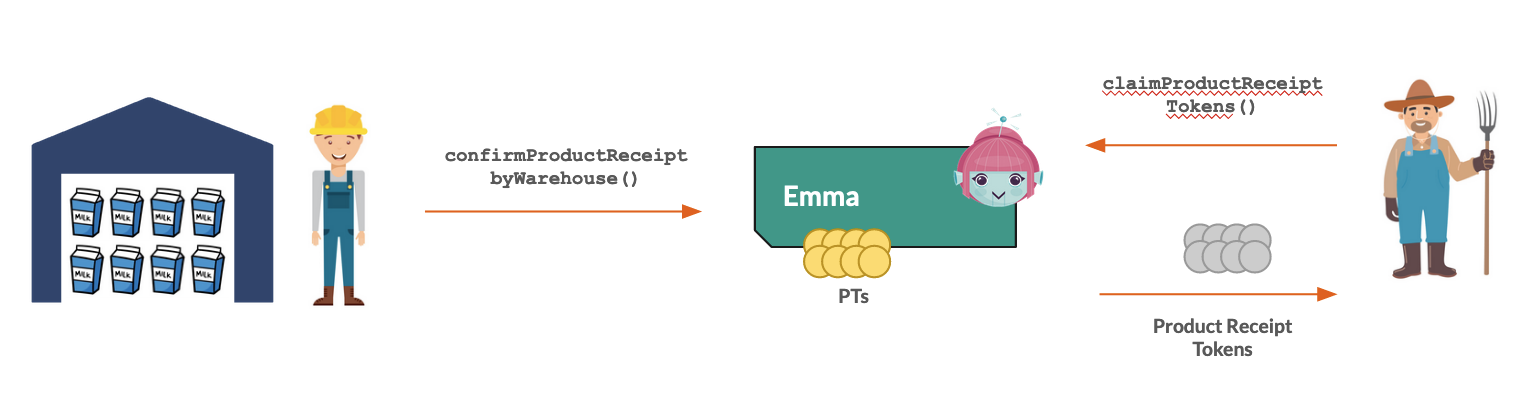 confirmProductReceipt
byWarehouse()
Emma
PTs
claimProductReceipt
Tokens()
Product Receipt
Tokens
MILK
MILK
MILK
MILK
MILK
MILK
MILK
MILK